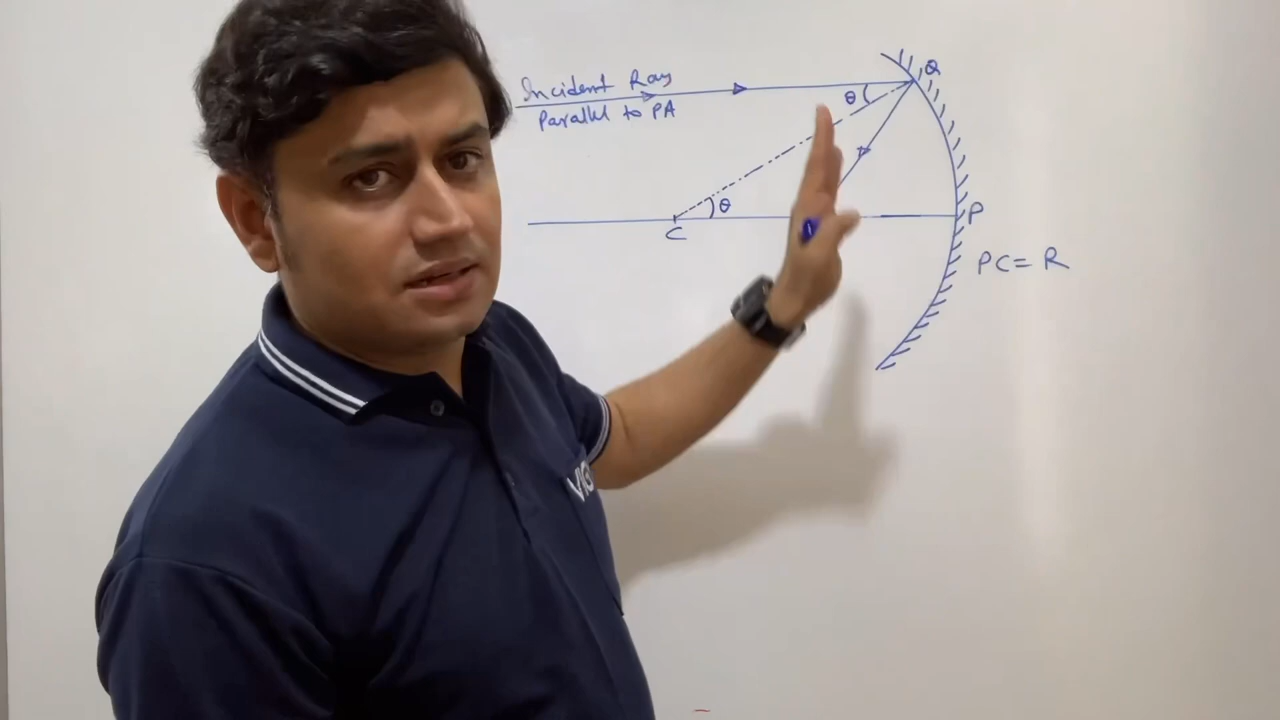 Incident Ray
Parallel to PA
θ
Q
θ
C
P
PC = R